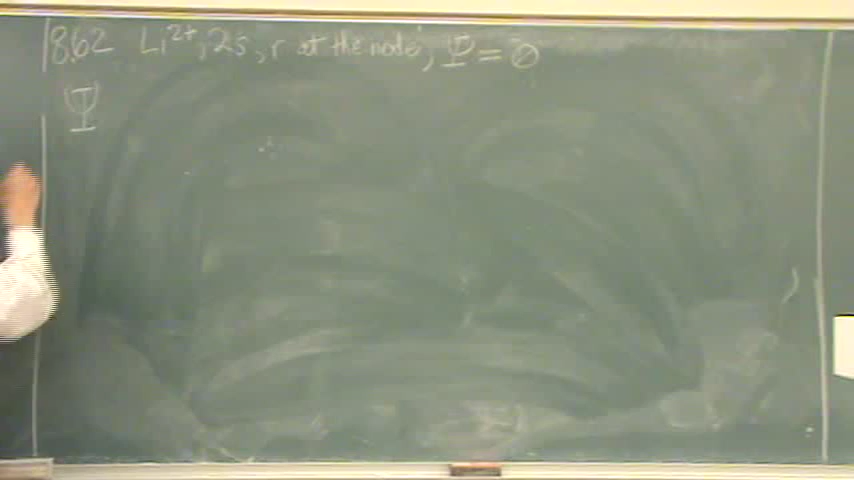 8.62 Li²⁺, 2s, r at the node, Ψ = 0
Ψ